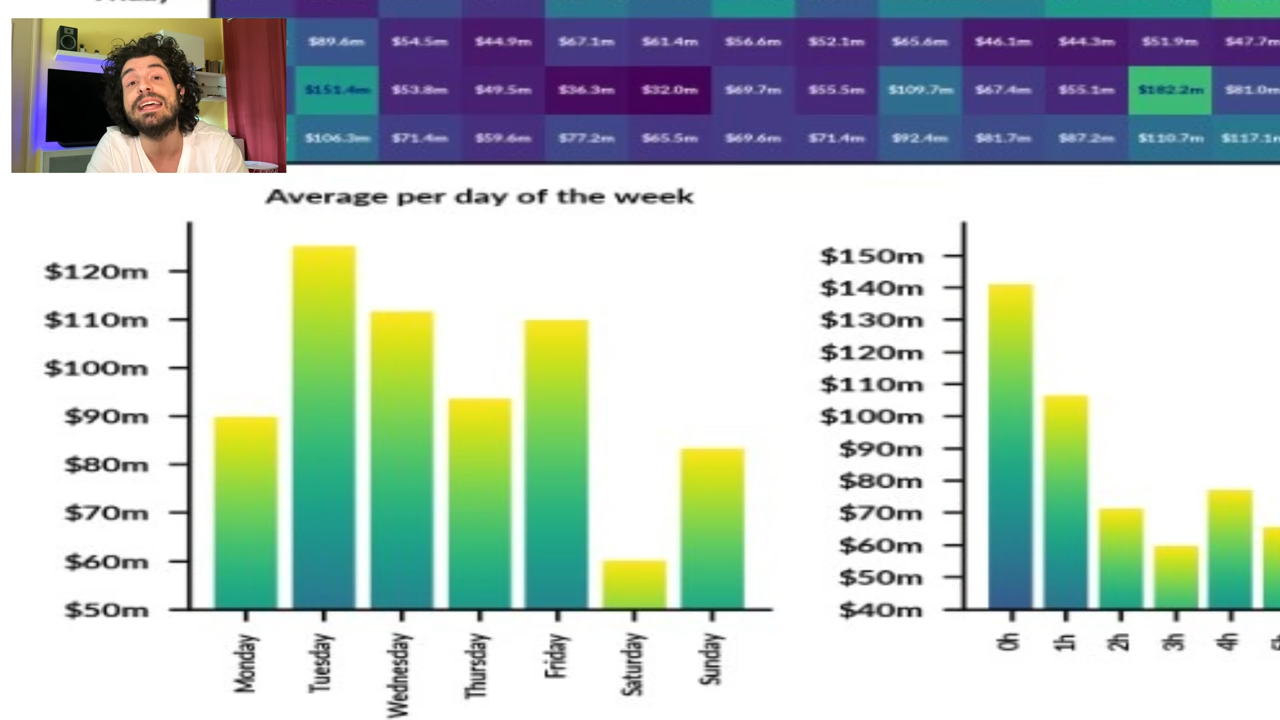 $89.6m $54.5m $44.9m $67.1m $61.4m $56.6m $52.1m $65.6m $46.1m $44.3m $51.9m $47.7m
$151.4m $53.8m $49.5m $36.3m $32.0m $69.7m $55.5m $109.7m $67.4m $55.1m $182.2m $81.0m
$106.3m $71.4m $59.6m $77.2m $65.5m $69.6m $71.4m $92.4m $81.7m $87.2m $110.7m $117.1m
Average per day of the week
$120m
$110m
$100m
$90m
$80m
$70m
$60m
$50m
Monday Tuesday Wednesday Thursday Friday Saturday Sunday
$150m
$140m
$130m
$120m
$110m
$100m
$90m
$80m
$70m
$60m
$50m
$40m
0h 1h 2h 3h 4h